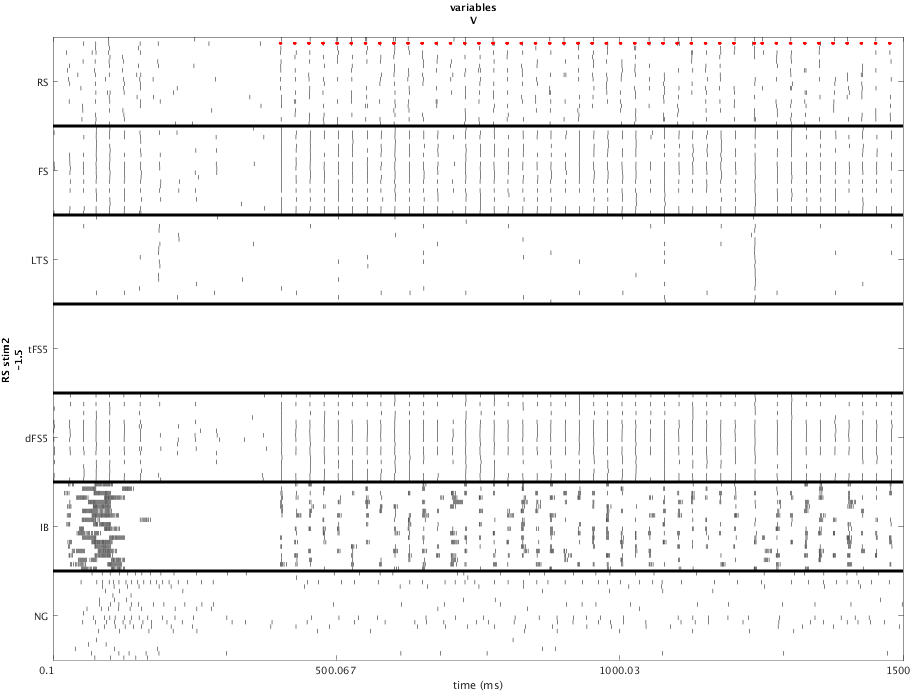 variables
V
RS
FS
LTS
tFS5
dFS5
IB
NG
RS stim2
-1.5
0.1
500.067
1000.03
1500
time (ms)